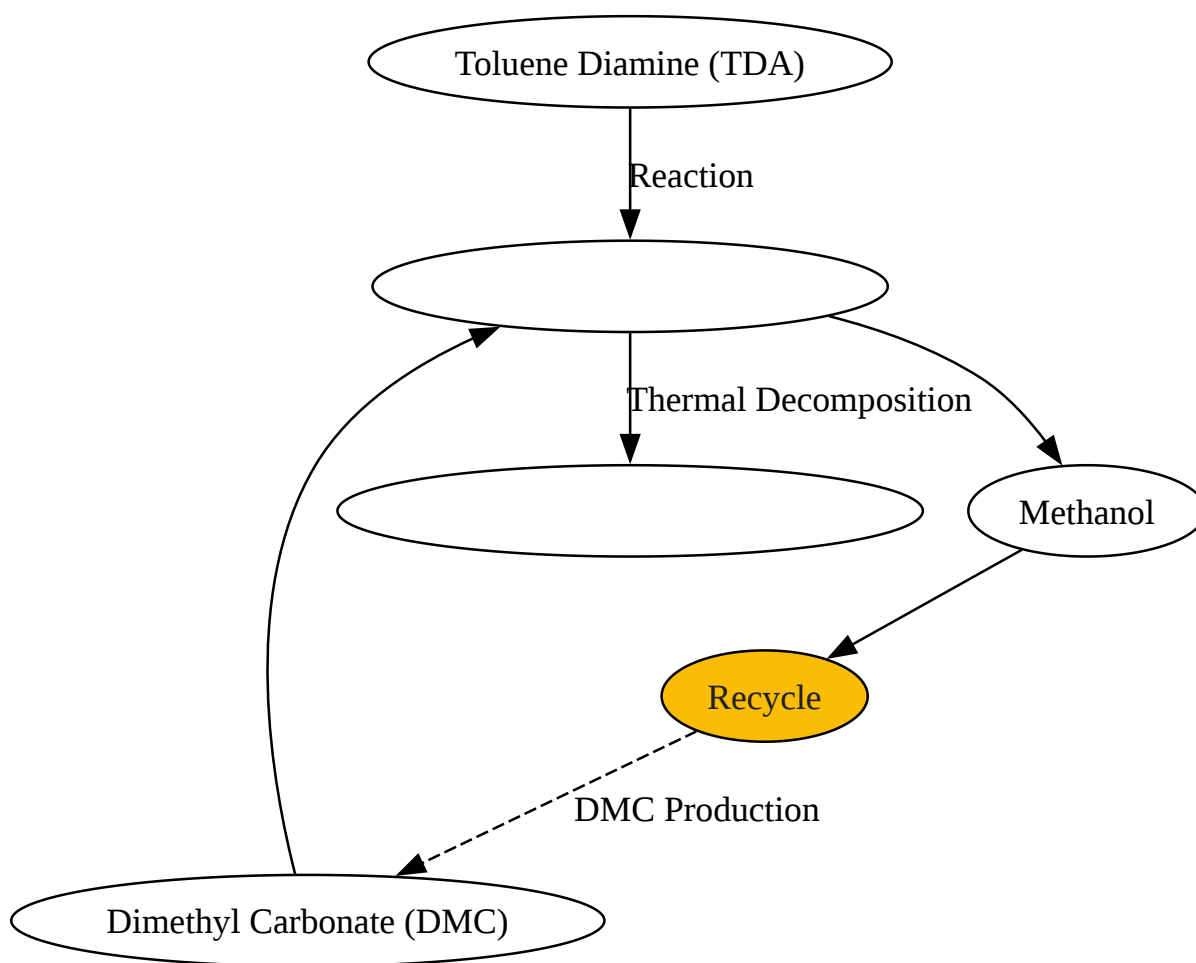 Toluene Diamine (TDA)
Reaction
Thermal Decomposition
Methanol
Recycle
DMC Production
Dimethyl Carbonate (DMC)